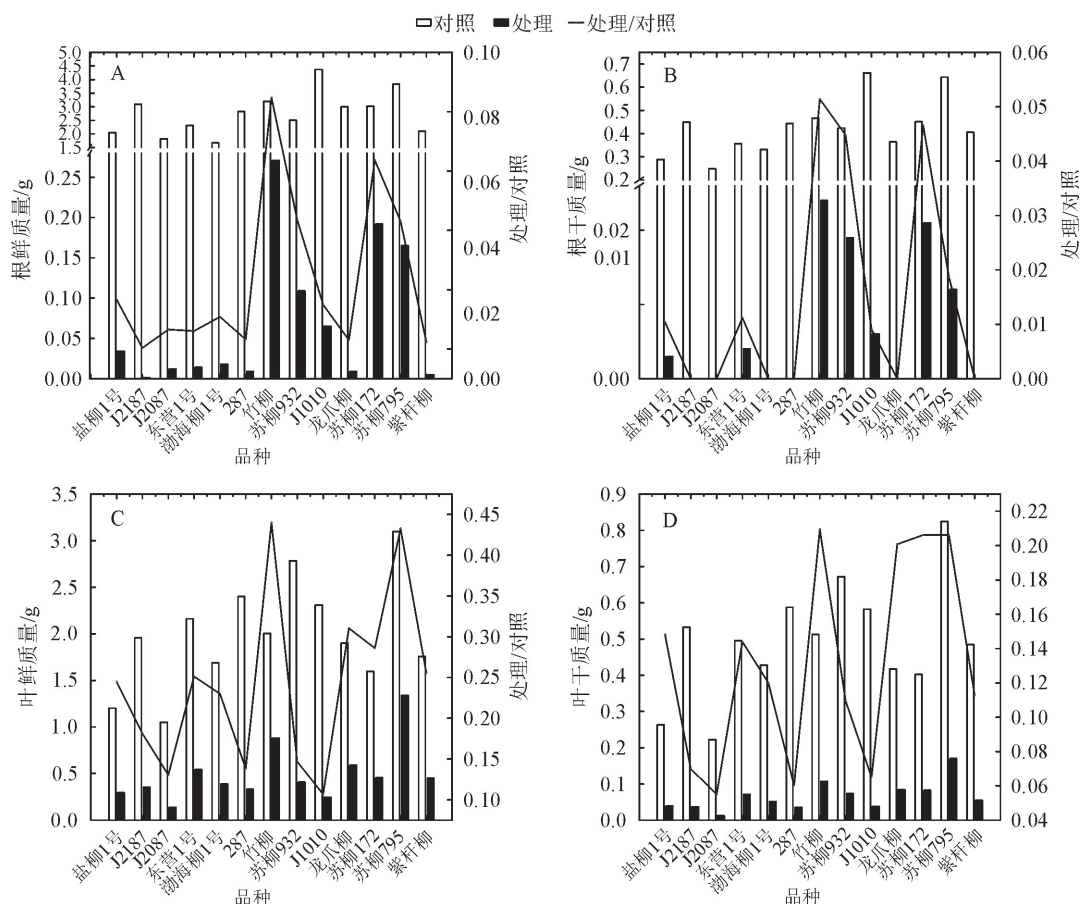 对照 处理 处理/对照
A
5.0
4.5
4.0
3.5
3.0
2.5
2.0
1.5
0.25
0.20
0.15
0.10
0.05
0.00
根鲜质量/g
0.10
0.08
0.06
0.04
0.02
0.00
处理/对照
盐柳1号
J2187
J2087
东营1号
渤海柳1号
287
竹柳
苏柳932
J1010
龙爪柳
苏柳172
苏柳795
紫杆柳
品种
B
0.7
0.6
0.5
0.4
0.3
0.2
0.02
0.01
0.00
根干质量/g
0.06
0.05
0.04
0.03
0.02
0.01
0.00
处理/对照
盐柳1号
J2187
J2087
东营1号
渤海柳1号
287
竹柳
苏柳932
J1010
龙爪柳
苏柳172
苏柳795
紫杆柳
品种
C
3.5
3.0
2.5
2.0
1.5
1.0
0.5
0.0
叶鲜质量/g
0.45
0.40
0.35
0.30
0.25
0.20
0.15
0.10
处理/对照
盐柳1号
J2187
J2087
东营1号
渤海柳1号
287
竹柳
苏柳932
J1010
龙爪柳
苏柳172
苏柳795
紫杆柳
品种
D
0.9
0.8
0.7
0.6
0.5
0.4
0.3
0.2
0.1
0.0
叶干质量/g
0.22
0.20
0.18
0.16
0.14
0.12
0.10
0.08
0.06
0.04
处理/对照
盐柳1号
J2187
J2087
东营1号
渤海柳1号
287
竹柳
苏柳932
J1010
龙爪柳
苏柳172
苏柳795
紫杆柳
品种